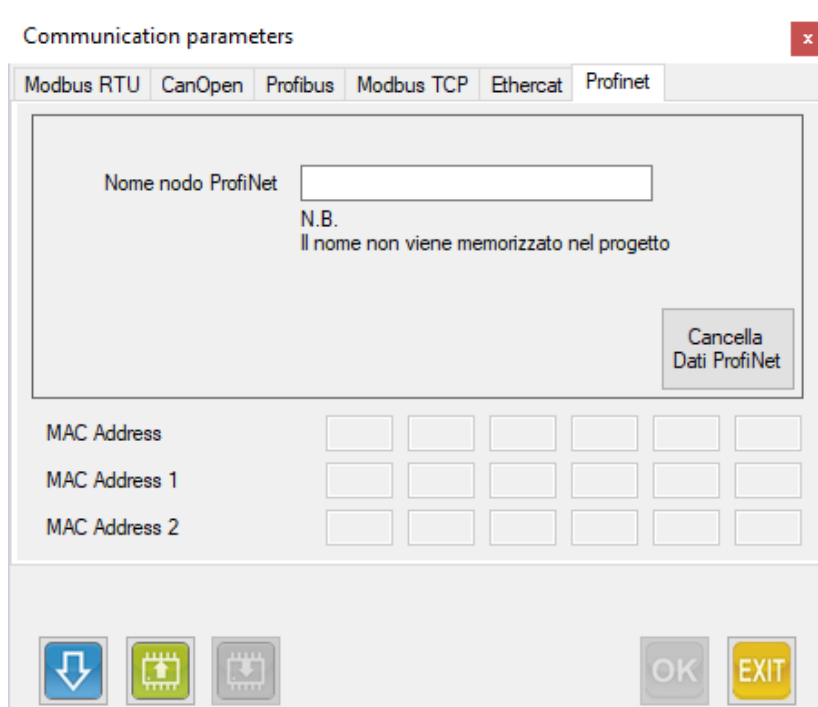 Communication parameters
x
Modbus RTU CanOpen Profibus Modbus TCP Ethercat Profinet
Nome nodo ProfiNet
N.B.
Il nome non viene memorizzato nel progetto
Cancella
Dati ProfiNet
MAC Address
MAC Address 1
MAC Address 2
OK EXIT